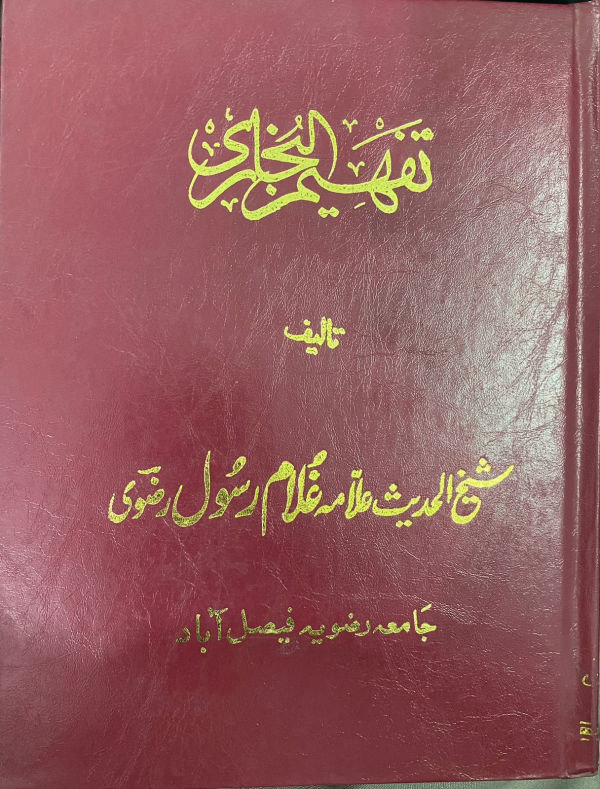 تفہیم البخاری
تالیف
شیخ الحدیث علامہ غلام رسول رضوی
جامعہ رضویہ فیصل آباد